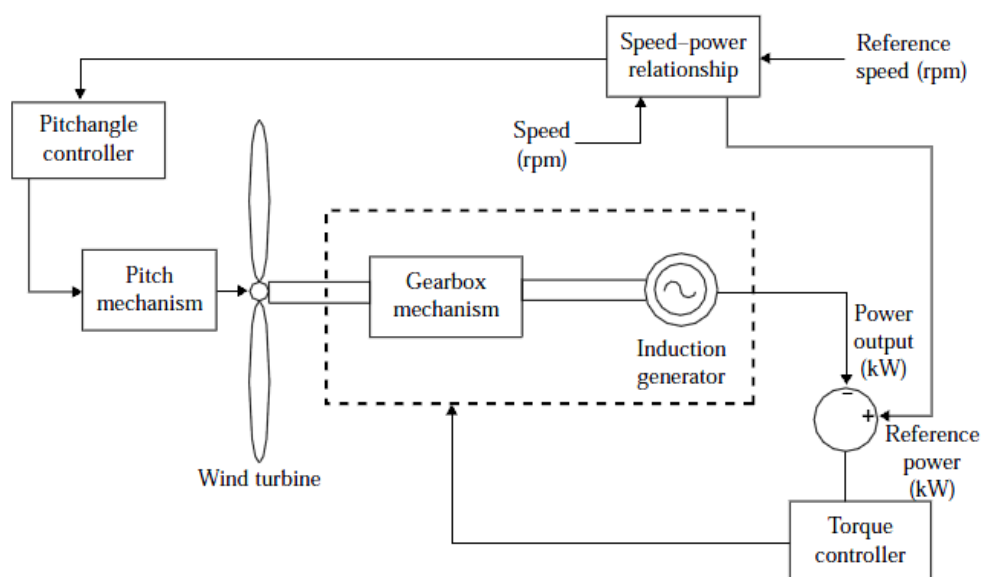 Speed–power
relationship
Reference
speed (rpm)
Pitchangle
controller
Speed
(rpm)
Pitch
mechanism
Gearbox
mechanism
Induction
generator
Power
output
(kW)
−
+
Reference
power
(kW)
Wind turbine
Torque
controller